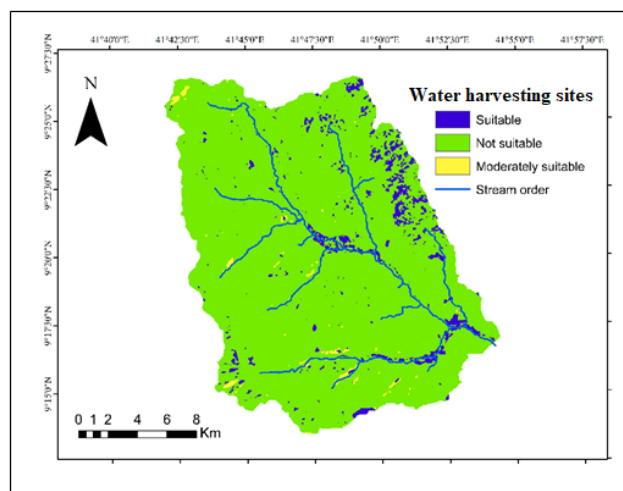 41°40'0"E 41°42'30"E 41°45'0"E 41°47'30"E 41°50'0"E 41°52'30"E 41°55'0"E 41°57'30"E
9°27'30"N
9°25'0"N
9°22'30"N
9°20'0"N
9°17'30"N
9°15'0"N
N
Water harvesting sites
Suitable
Not suitable
Moderately suitable
Stream order
0 1 2 4 6 8
Km